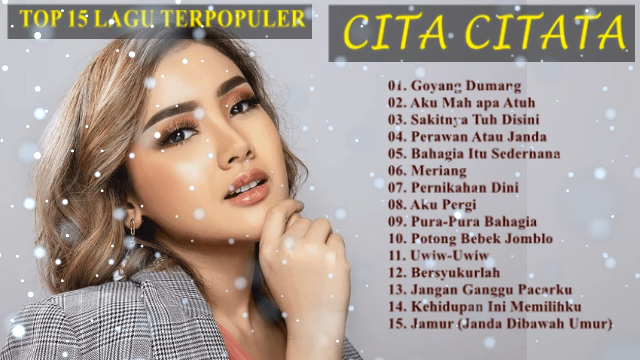 TOP 15 LAGU TERPOPULER
CITA CITATA
01. Goyang Dumang
02. Aku Mah apa Atuh
03. Sakitnya Tuh Disini
04. Perawan Atau Janda
05. Bahagia Itu Sederhana
06. Meriang
07. Pernikahan Dini
08. Aku Pergi
09. Pura-Pura Bahagia
10. Potong Bebek Jomblo
11. Uwiw-Uwiw
12. Bersyukurlah
13. Jangan Ganggu Pacarku
14. Kehidupan Ini Memilihku
15. Jamur (Janda Dibawah Umur)